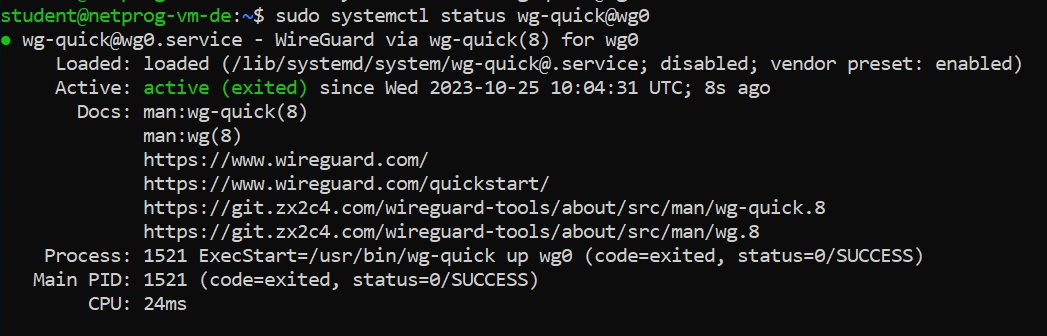 student@netprog-vm-de:~$ sudo systemctl status wg-quick@wg0
● wg-quick@wg0.service - WireGuard via wg-quick(8) for wg0
Loaded: loaded (/lib/systemd/system/wg-quick@.service; disabled; vendor preset: enabled)
Active: active (exited) since Wed 2023-10-25 10:04:31 UTC; 8s ago
Docs: man:wg-quick(8)
man:wg(8)
https://www.wireguard.com/
https://www.wireguard.com/quickstart/
https://git.zx2c4.com/wireguard-tools/about/src/man/wg-quick.8
https://git.zx2c4.com/wireguard-tools/about/src/man/wg.8
Process: 1521 ExecStart=/usr/bin/wg-quick up wg0 (code=exited, status=0/SUCCESS)
Main PID: 1521 (code=exited, status=0/SUCCESS)
CPU: 24ms